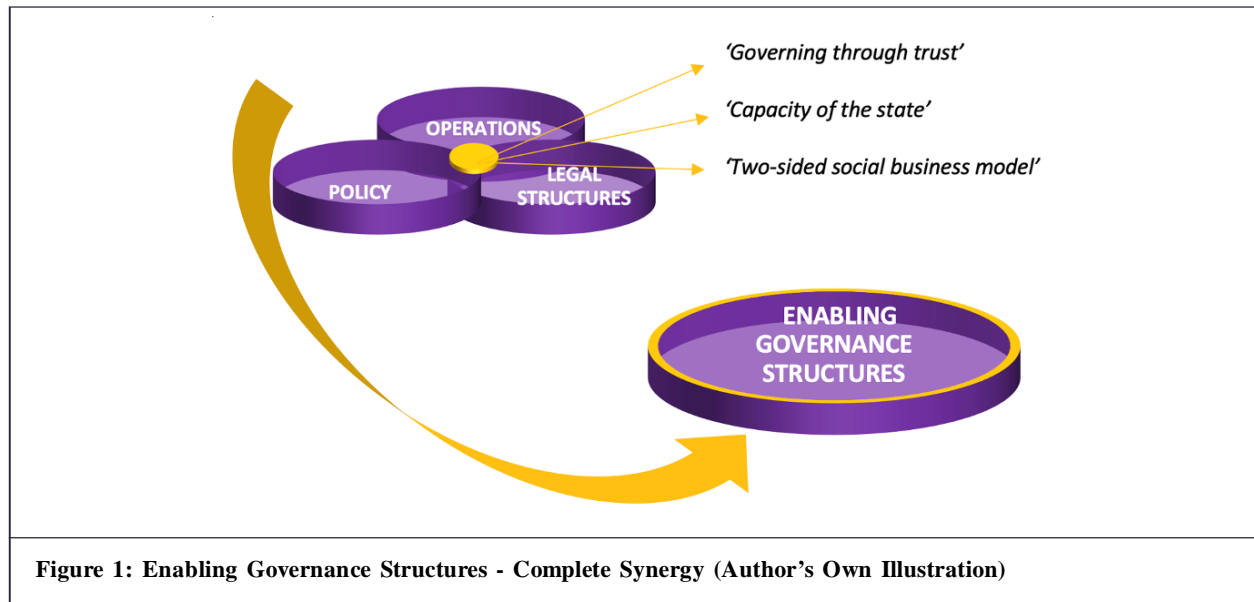 ‘Governing through trust’
OPERATIONS
‘Capacity of the state’
‘Two-sided social business model’
POLICY
LEGAL
STRUCTURES
ENABLING
GOVERNANCE
STRUCTURES
Figure 1: Enabling Governance Structures - Complete Synergy (Author’s Own Illustration)